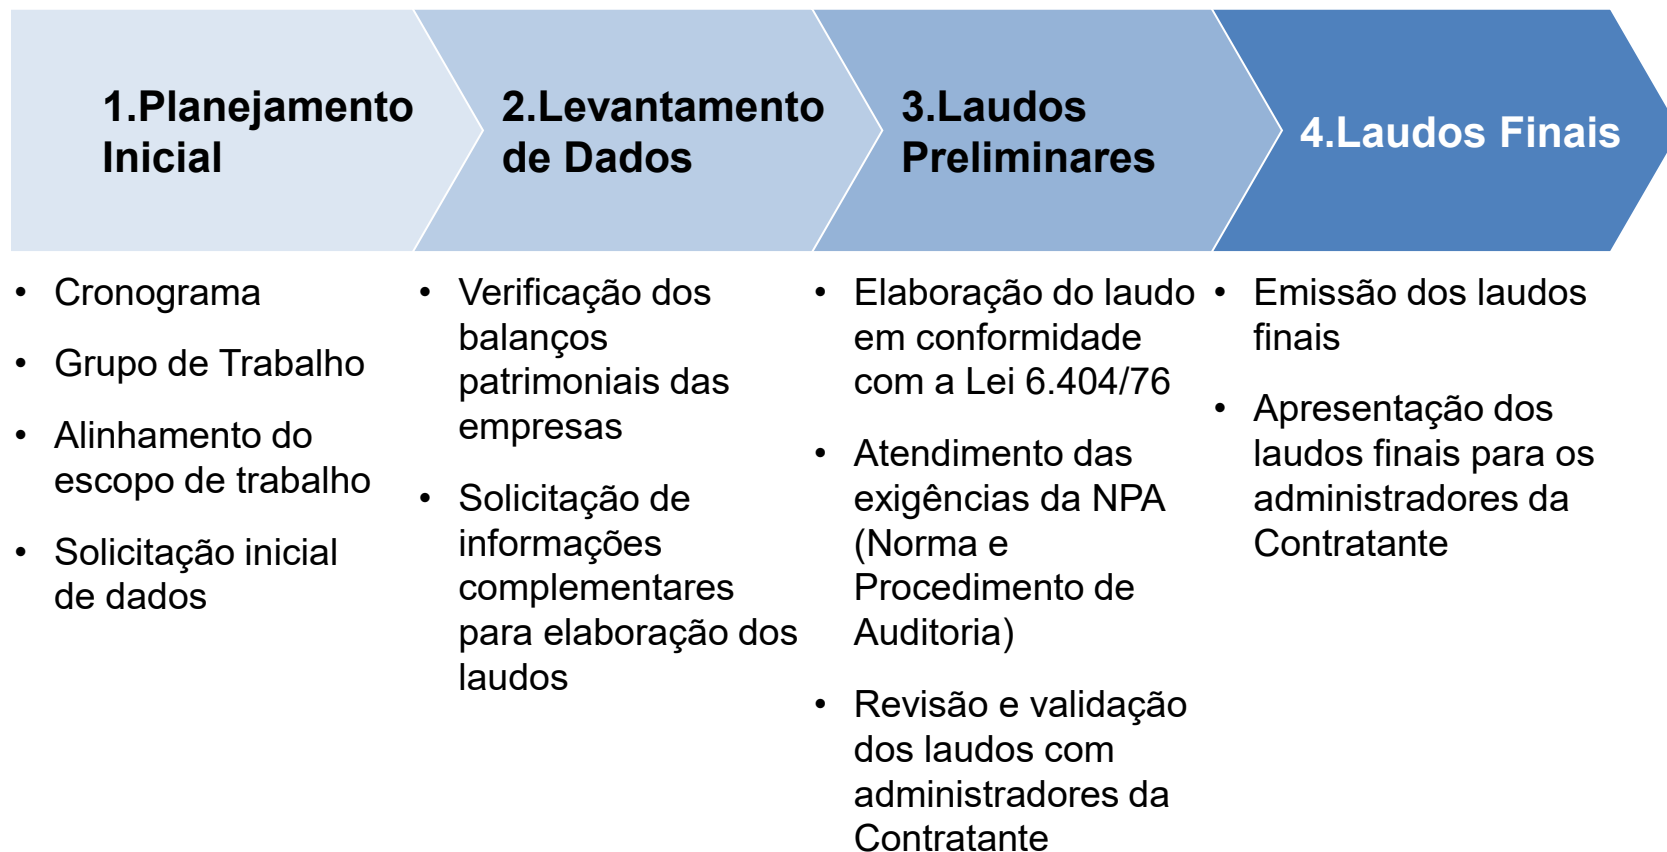 1.Planejamento
Inicial
2.Levantamento
de Dados
3.Laudos
Preliminares
4.Laudos Finais
• Cronograma
• Grupo de Trabalho
• Alinhamento do
escopo de trabalho
• Solicitação inicial
de dados
• Verificação dos
balanços
patrimoniais das
empresas
• Solicitação de
informações
complementares
para elaboração dos
laudos
• Elaboração do laudo
em conformidade
com a Lei 6.404/76
• Atendimento das
exigências da NPA
(Norma e
Procedimento de
Auditoria)
• Revisão e validação
dos laudos com
administradores da
Contratante
• Emissão dos laudos
finais
• Apresentação dos
laudos finais para os
administradores da
Contratante